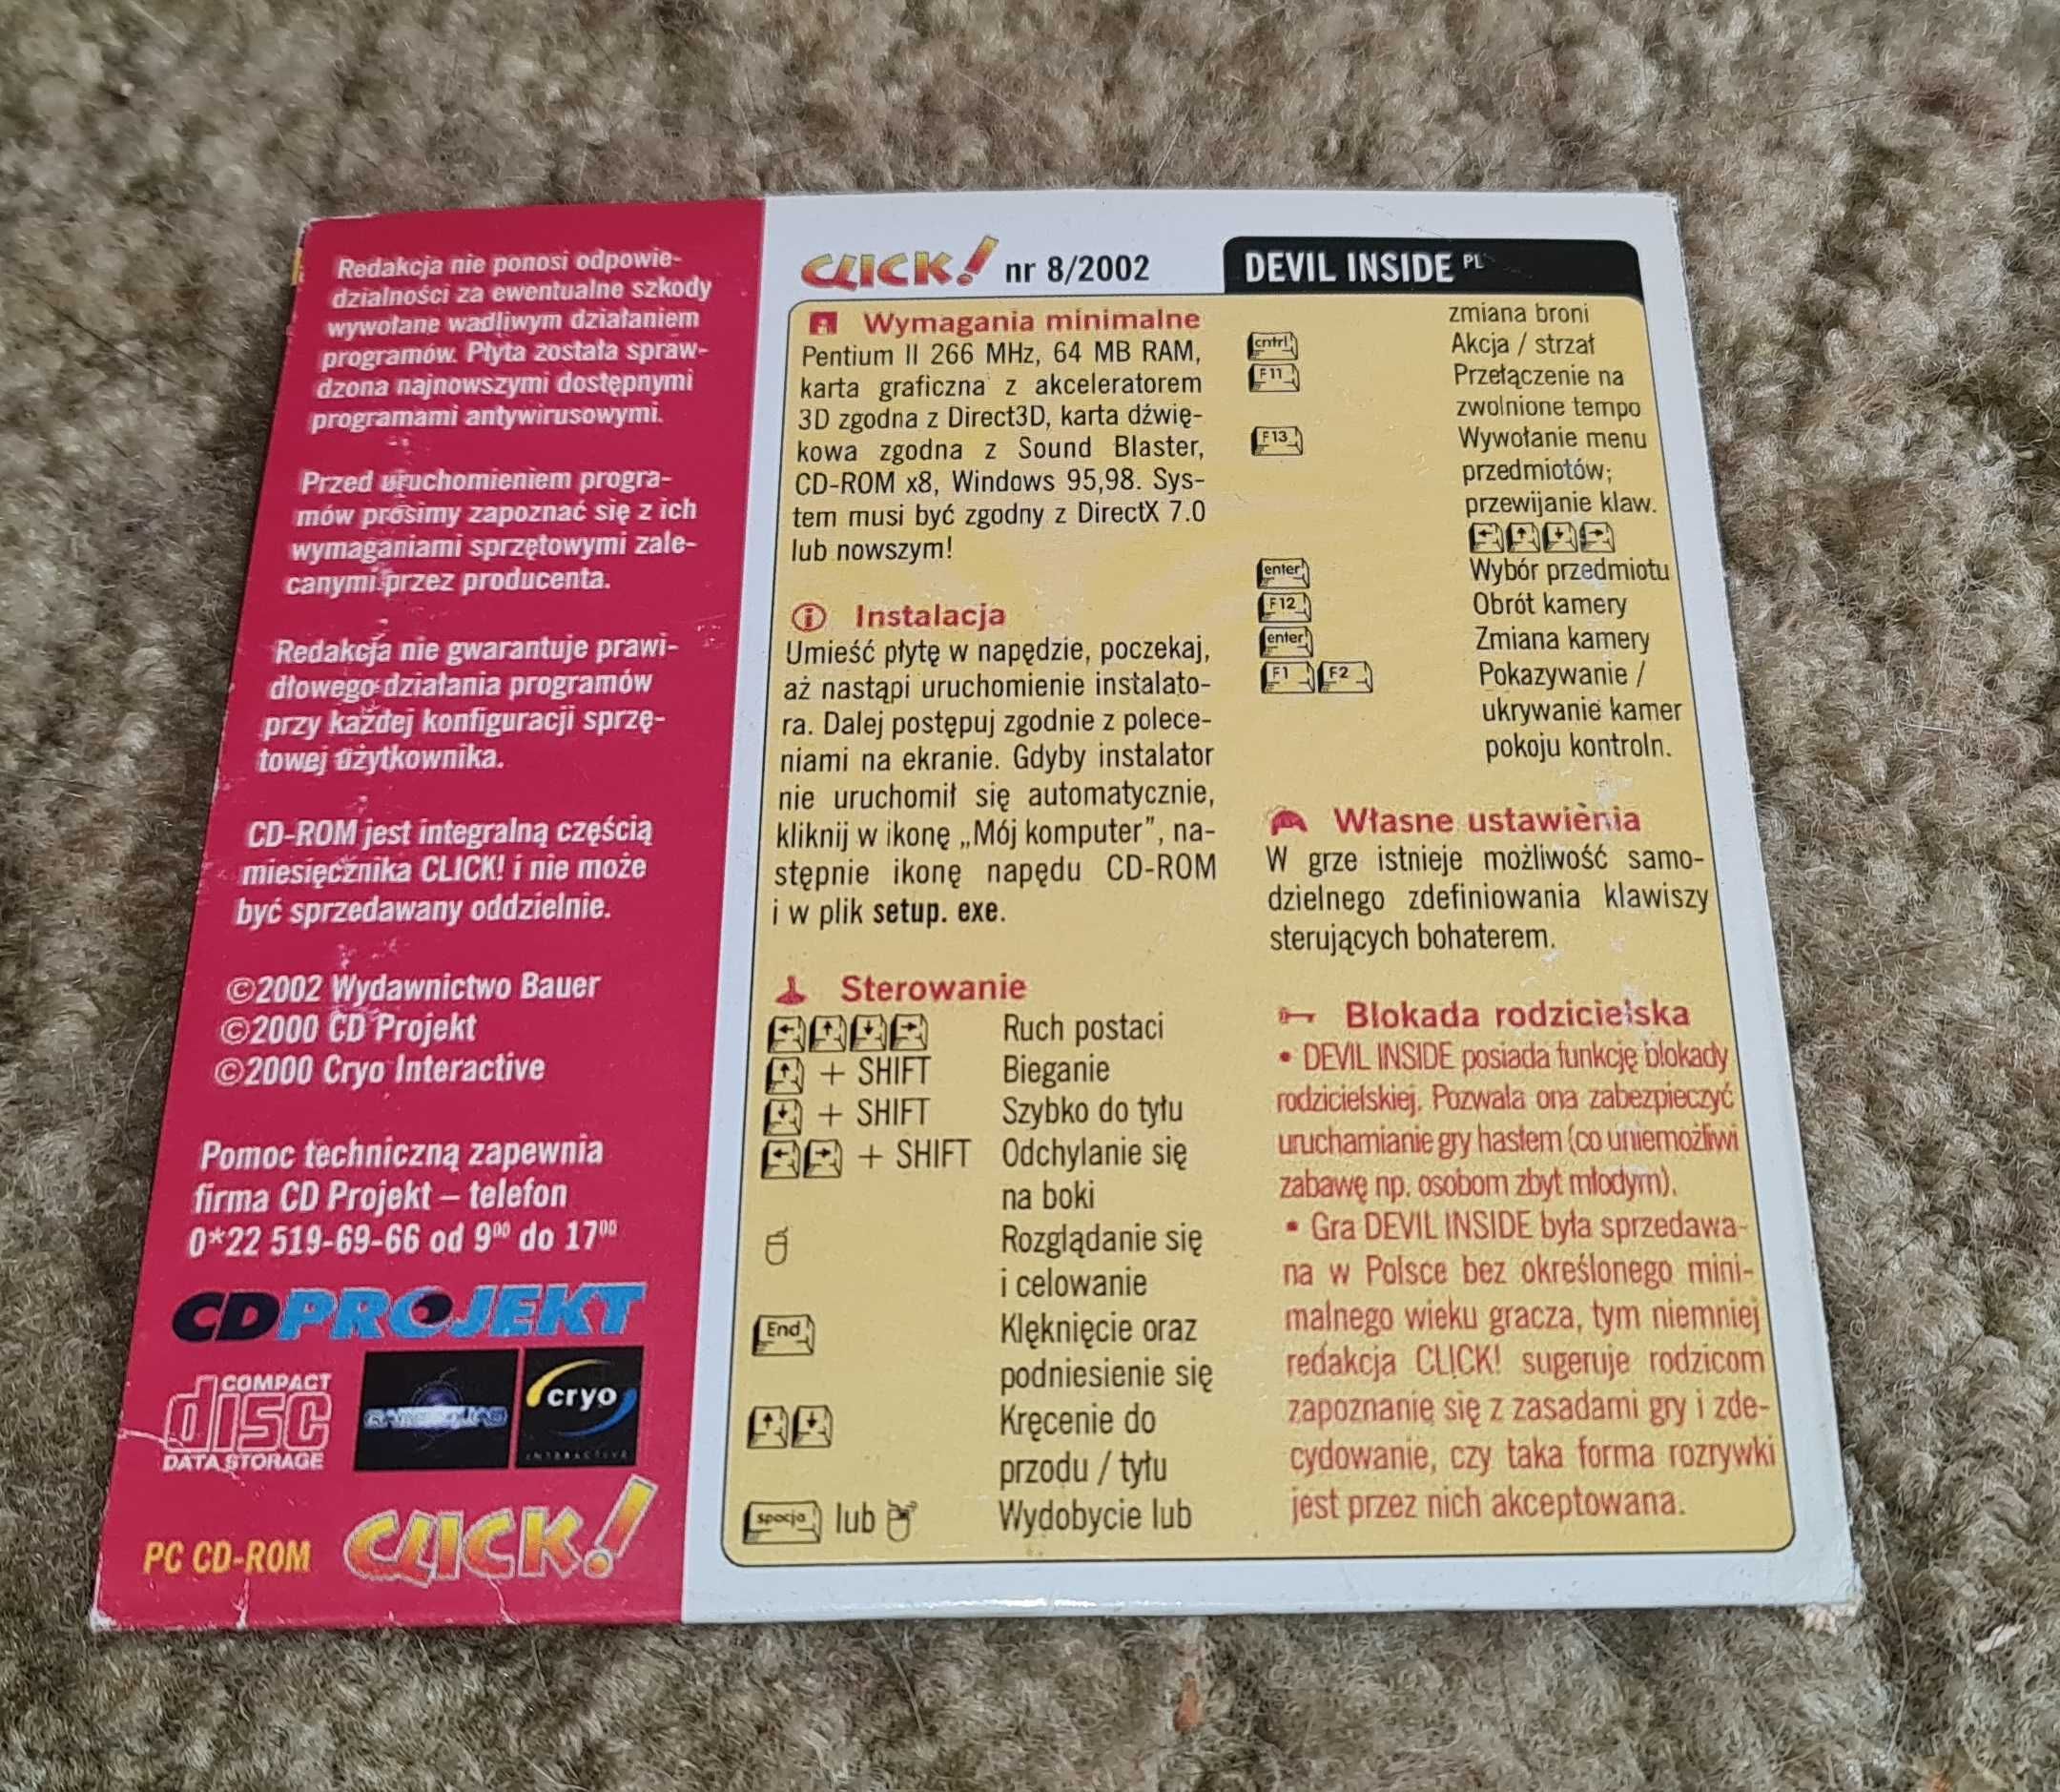 Redakcja nie ponosi odpowie-
dzialności za ewentualne szkody
wywołane wadliwym działaniem
programów. Płyta została spraw-
dzona najnowszymi dostępnymi
programami antywirusowymi.
Przed uruchomieniem progra-
mów prosimy zapoznać się z ich
wymaganiami sprzętowymi zale-
canymi przez producenta.
Redakcja nie gwarantuje prawi-
dłowego działania programów
przy każdej konfiguracji sprzę-
towej użytkownika.
CD-ROM jest integralną częścią
miesięcznika CLICK! i nie może
być sprzedawany oddzielnie.
©2002 Wydawnictwo Bauer
©2000 CD Projekt
©2000 Cryo Interactive
Pomoc techniczną zapewnia
firma CD Projekt – telefon
0*22 519-69-66 od 9⁰⁰ do 17⁰⁰
CDPROJEKT
COMPACT
disc
DATA STORAGE
cryo
INTERACTIVE
PC CD-ROM CLICK!
CLICK! nr 8/2002
DEVIL INSIDE PL
Wymagania minimalne
Pentium II 266 MHz, 64 MB RAM,
karta graficzna z akceleratorem
3D zgodna z Direct3D, karta dźwię-
kowa zgodna z Sound Blaster,
CD-ROM x8, Windows 95,98. Sys-
tem musi być zgodny z DirectX 7.0
lub nowszym!
Instalacja
Umieść płytę w napędzie, poczekaj,
aż nastąpi uruchomienie instalato-
ra. Dalej postępuj zgodnie z polece-
niami na ekranie. Gdyby instalator
nie uruchomił się automatycznie,
kliknij w ikonę „Mój komputer”, na-
stępnie ikonę napędu CD-ROM
i w plik setup. exe.
Sterowanie
← ↑ ↓ → Ruch postaci
↑ + SHIFT Bieganie
↓ + SHIFT Szybko do tyłu
← → + SHIFT Odchylanie się
na boki
Rozglądanie się
i celowanie
End Klęknięcie oraz
podniesienie się
↑ ↓ Kręcenie do
przodu / tyłu
spacja lub Wydobycie lub
zmiana broni
cntrl Akcja / strzał
F11 Przełączenie na
zwolnione tempo
F13 Wywołanie menu
przedmiotów;
przewijanie klaw.
← ↑ ↓ →
enter Wybór przedmiotu
F12 Obrót kamery
enter Zmiana kamery
F1 F2 Pokazywanie /
ukrywanie kamer
pokoju kontroln.
Własne ustawienia
W grze istnieje możliwość samo-
dzielnego zdefiniowania klawiszy
sterujących bohaterem.
Blokada rodzicielska
• DEVIL INSIDE posiada funkcję blokady
rodzicielskiej. Pozwala ona zabezpieczyć
uruchamianie gry hasłem (co uniemożliwi
zabawę np. osobom zbyt młodym).
• Gra DEVIL INSIDE była sprzedawa-
na w Polsce bez określonego mini-
malnego wieku gracza, tym niemniej
redakcja CLICK! sugeruje rodzicom
zapoznanie się z zasadami gry i zde-
cydowanie, czy taka forma rozrywki
jest przez nich akceptowana.